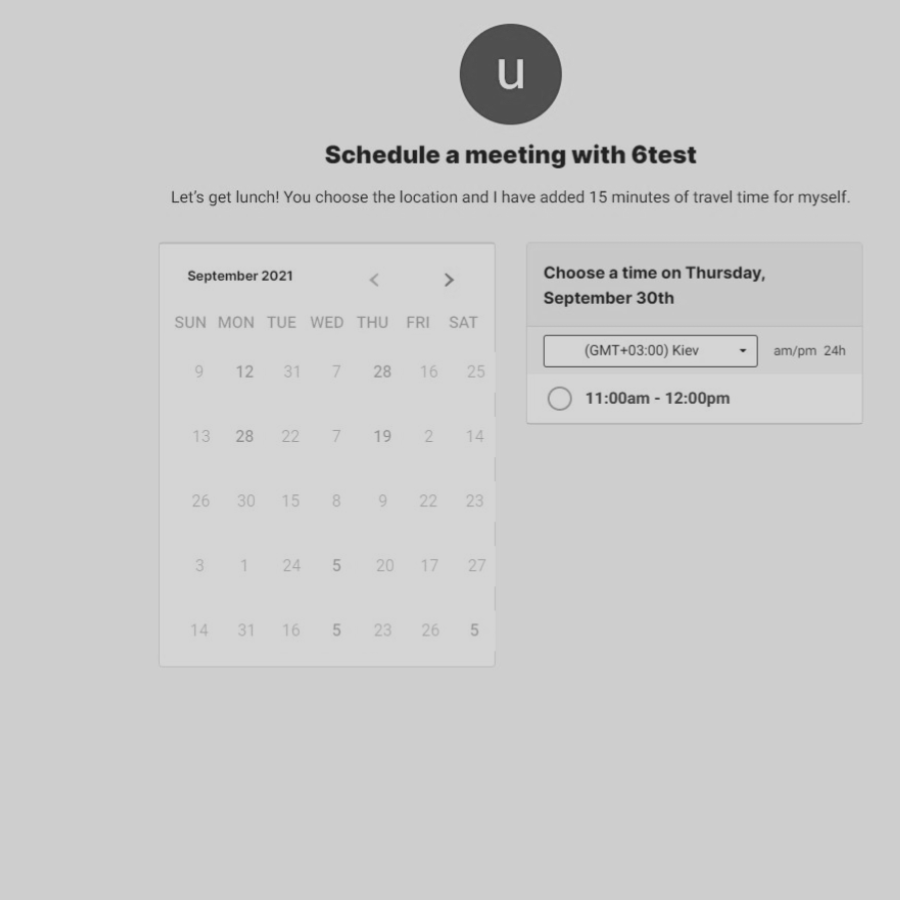 u
Schedule a meeting with 6test
Let's get lunch! You choose the location and I have added 15 minutes of travel time for myself.
September 2021
SUN MON TUE WED THU FRI SAT
9 12 31 7 28 16 25
13 28 22 7 19 2 14
26 30 15 8 9 22 23
3 1 24 5 20 17 27
14 31 16 5 23 26 5
Choose a time on Thursday,
September 30th
(GMT+03:00) Kiev am/pm 24h
11:00am - 12:00pm